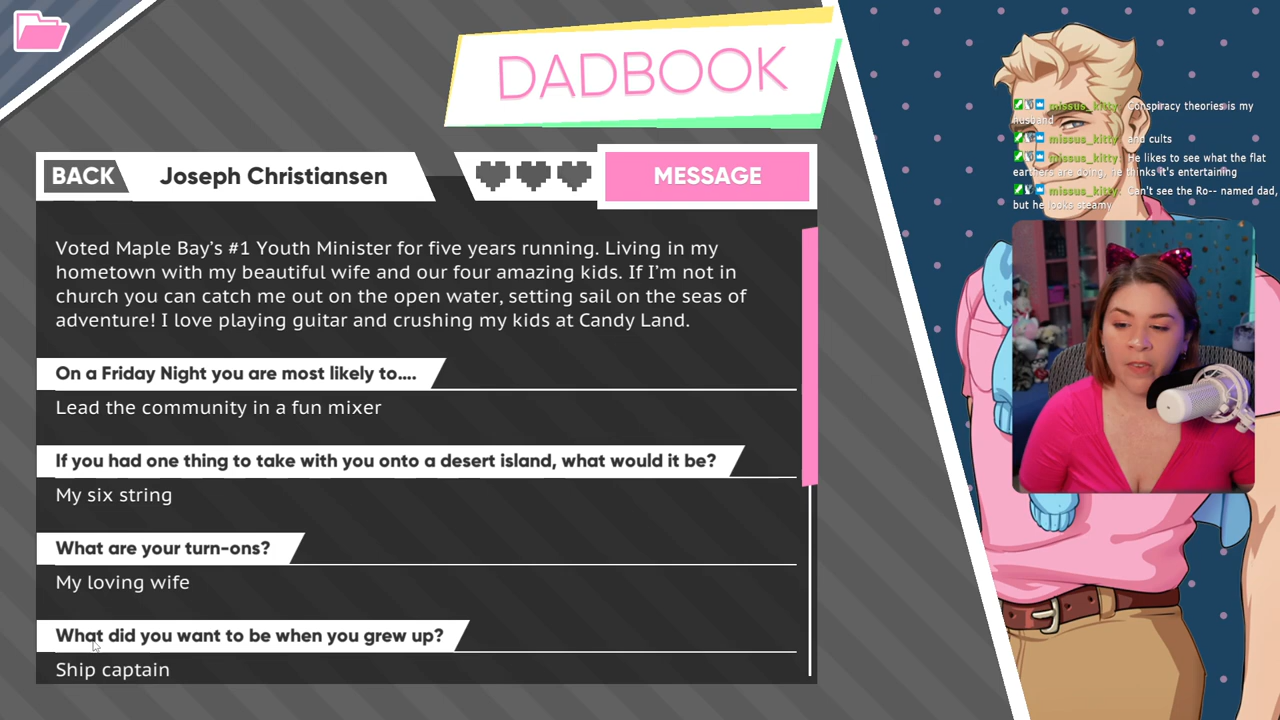 DADBOOK
BACK
Joseph Christiansen
MESSAGE
Voted Maple Bay's #1 Youth Minister for five years running. Living in my
hometown with my beautiful wife and our four amazing kids. If I'm not in
church you can catch me out on the open water, setting sail on the seas of
adventure! I love playing guitar and crushing my kids at Candy Land.
On a Friday Night you are most likely to....
Lead the community in a fun mixer
If you had one thing to take with you onto a desert island, what would it be?
My six string
What are your turn-ons?
My loving wife
What did you want to be when you grew up?
Ship captain
missus_kitty: Conspiracy theories is my
husband
missus_kitty: and cults
missus_kitty: He likes to see what the flat
earthers are doing, he thinks it's entertaining
missus_kitty: Can't see the Ro-- named dad,
but he looks steamy